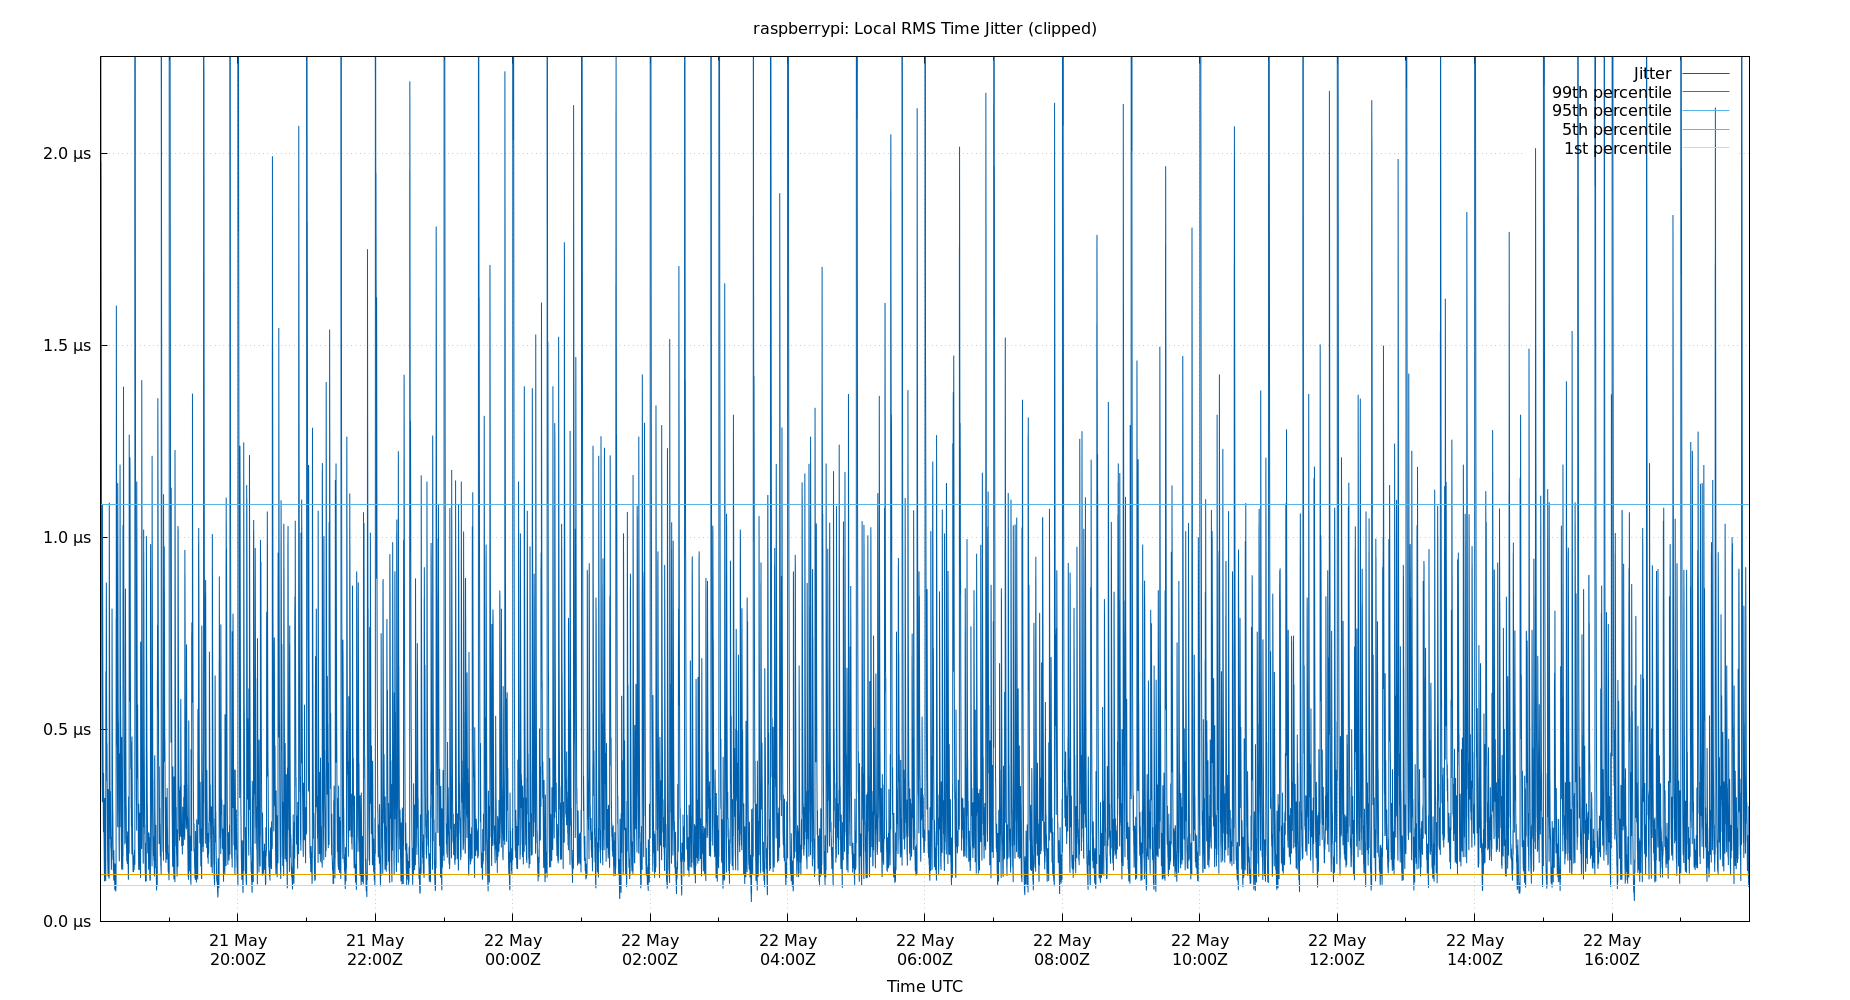 raspberrypi: Local RMS Time Jitter (clipped)
Jitter
99th percentile
95th percentile
5th percentile
1st percentile
2.0 μs
1.5 μs
1.0 μs
0.5 μs
0.0 μs
21 May 21 May 22 May 22 May 22 May 22 May 22 May 22 May 22 May 22 May 22 May
20:00Z 22:00Z 00:00Z 02:00Z 04:00Z 06:00Z 08:00Z 10:00Z 12:00Z 14:00Z 16:00Z
Time UTC